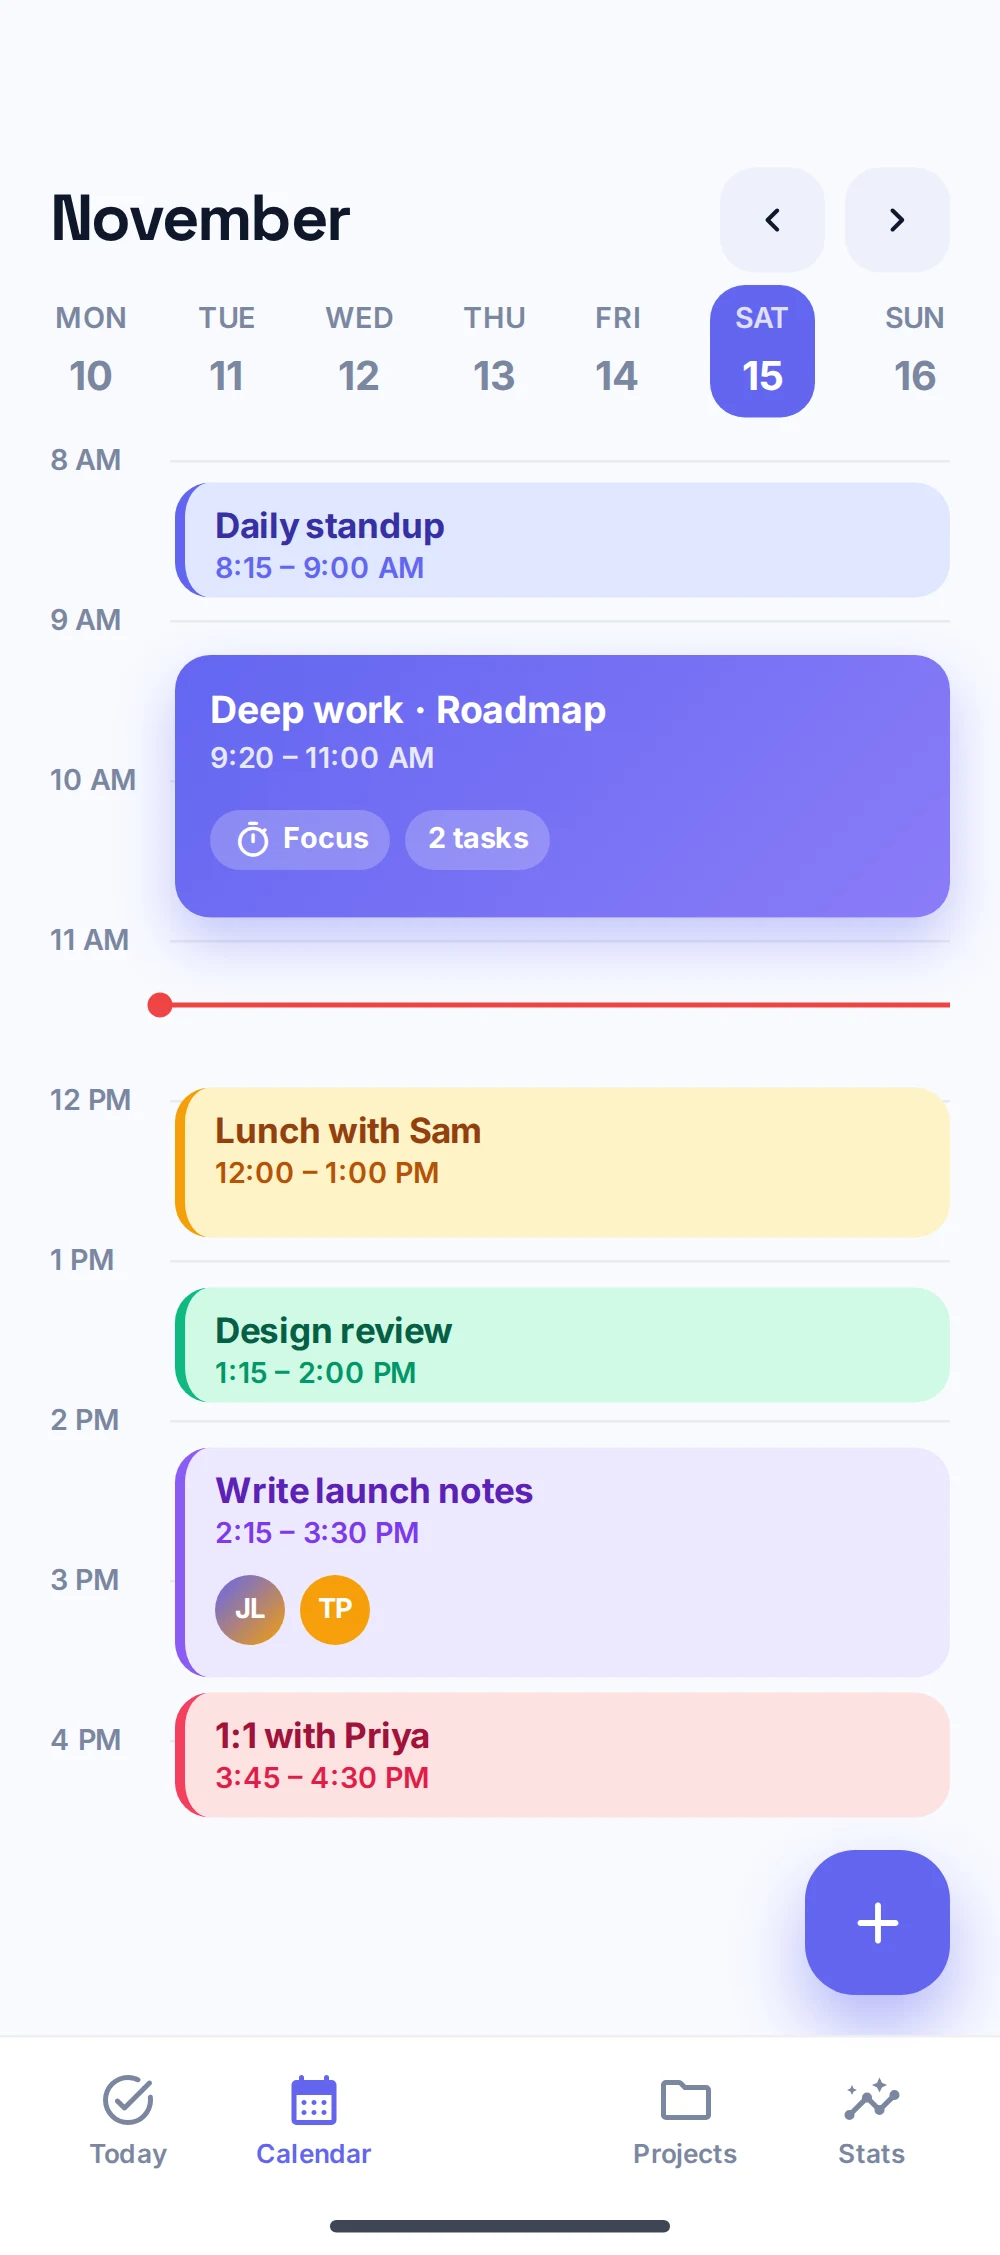 November
MON TUE WED THU FRI SAT SUN
10 11 12 13 14 15 16
8 AM
Daily standup
8:15 – 9:00 AM
9 AM
Deep work · Roadmap
9:20 – 11:00 AM
10 AM
Focus 2 tasks
11 AM
12 PM
Lunch with Sam
12:00 – 1:00 PM
1 PM
Design review
1:15 – 2:00 PM
2 PM
Write launch notes
2:15 – 3:30 PM
3 PM
JL TP
1:1 with Priya
4 PM
3:45 – 4:30 PM
Today Calendar Projects Stats